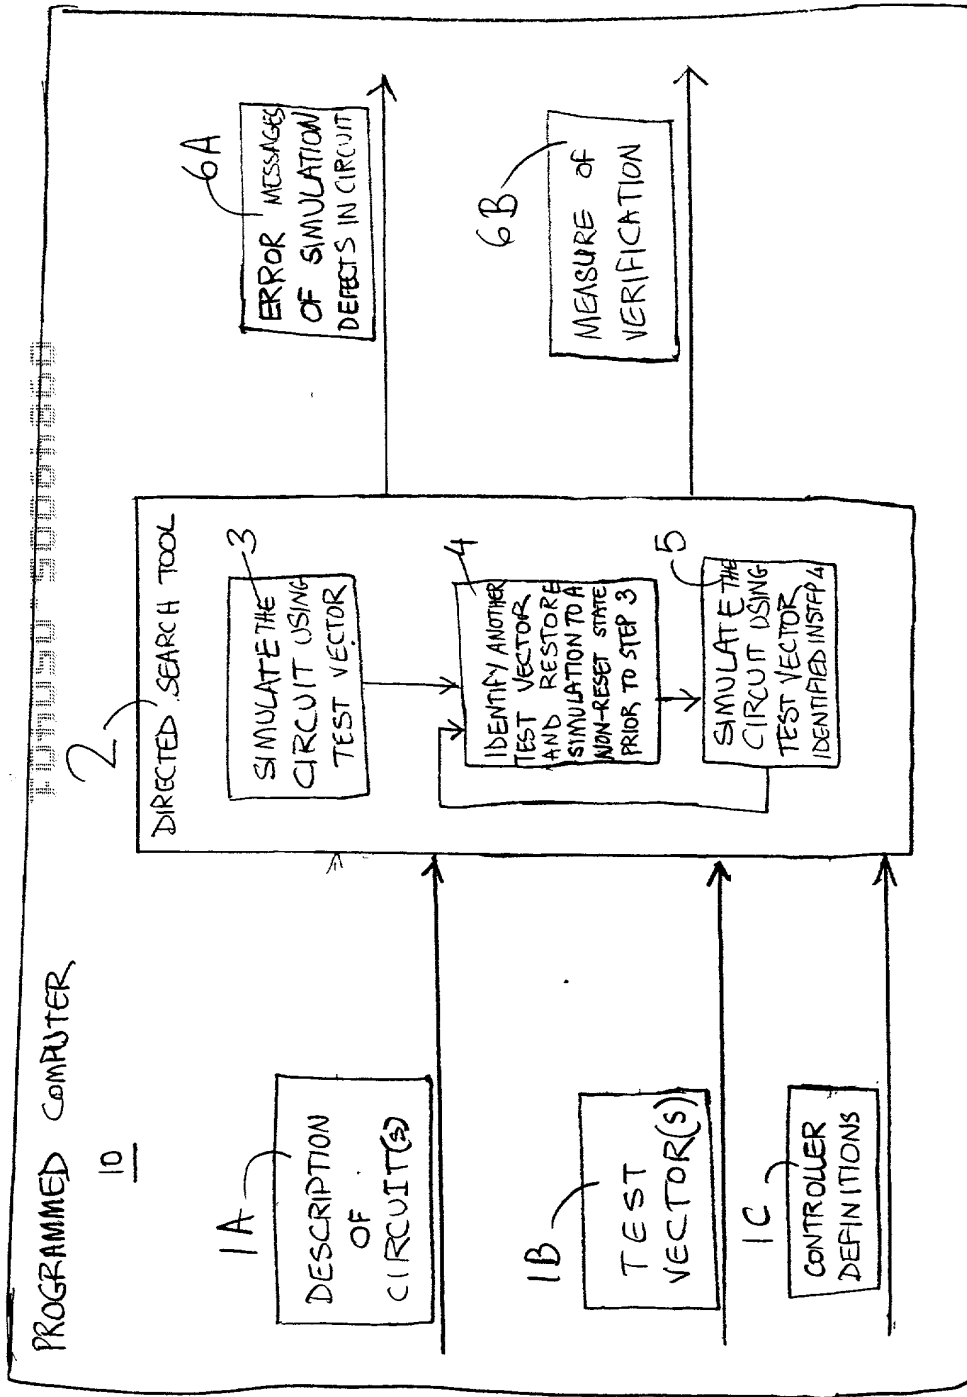 PROGRAMMED COMPUTER
10
1A
DESCRIPTION
OF
CIRCUIT(S)
1B
TEST
VECTOR(S)
1C
CONTROLLER
DEFINITIONS
2
DIRECTED SEARCH TOOL
3
SIMULATE THE
CIRCUIT USING
TEST VECTOR
4
IDENTIFY ANOTHER
TEST VECTOR
AND RESTORE
SIMULATION TO A
NON-RESET STATE
PRIOR TO STEP 3
5
SIMULATE THE
CIRCUIT USING
TEST VECTOR
IDENTIFIED IN STEP 4
6A
ERROR MESSAGES
OF SIMULATION
DEFECTS IN CIRCUIT
6B
MEASURE OF
VERIFICATION